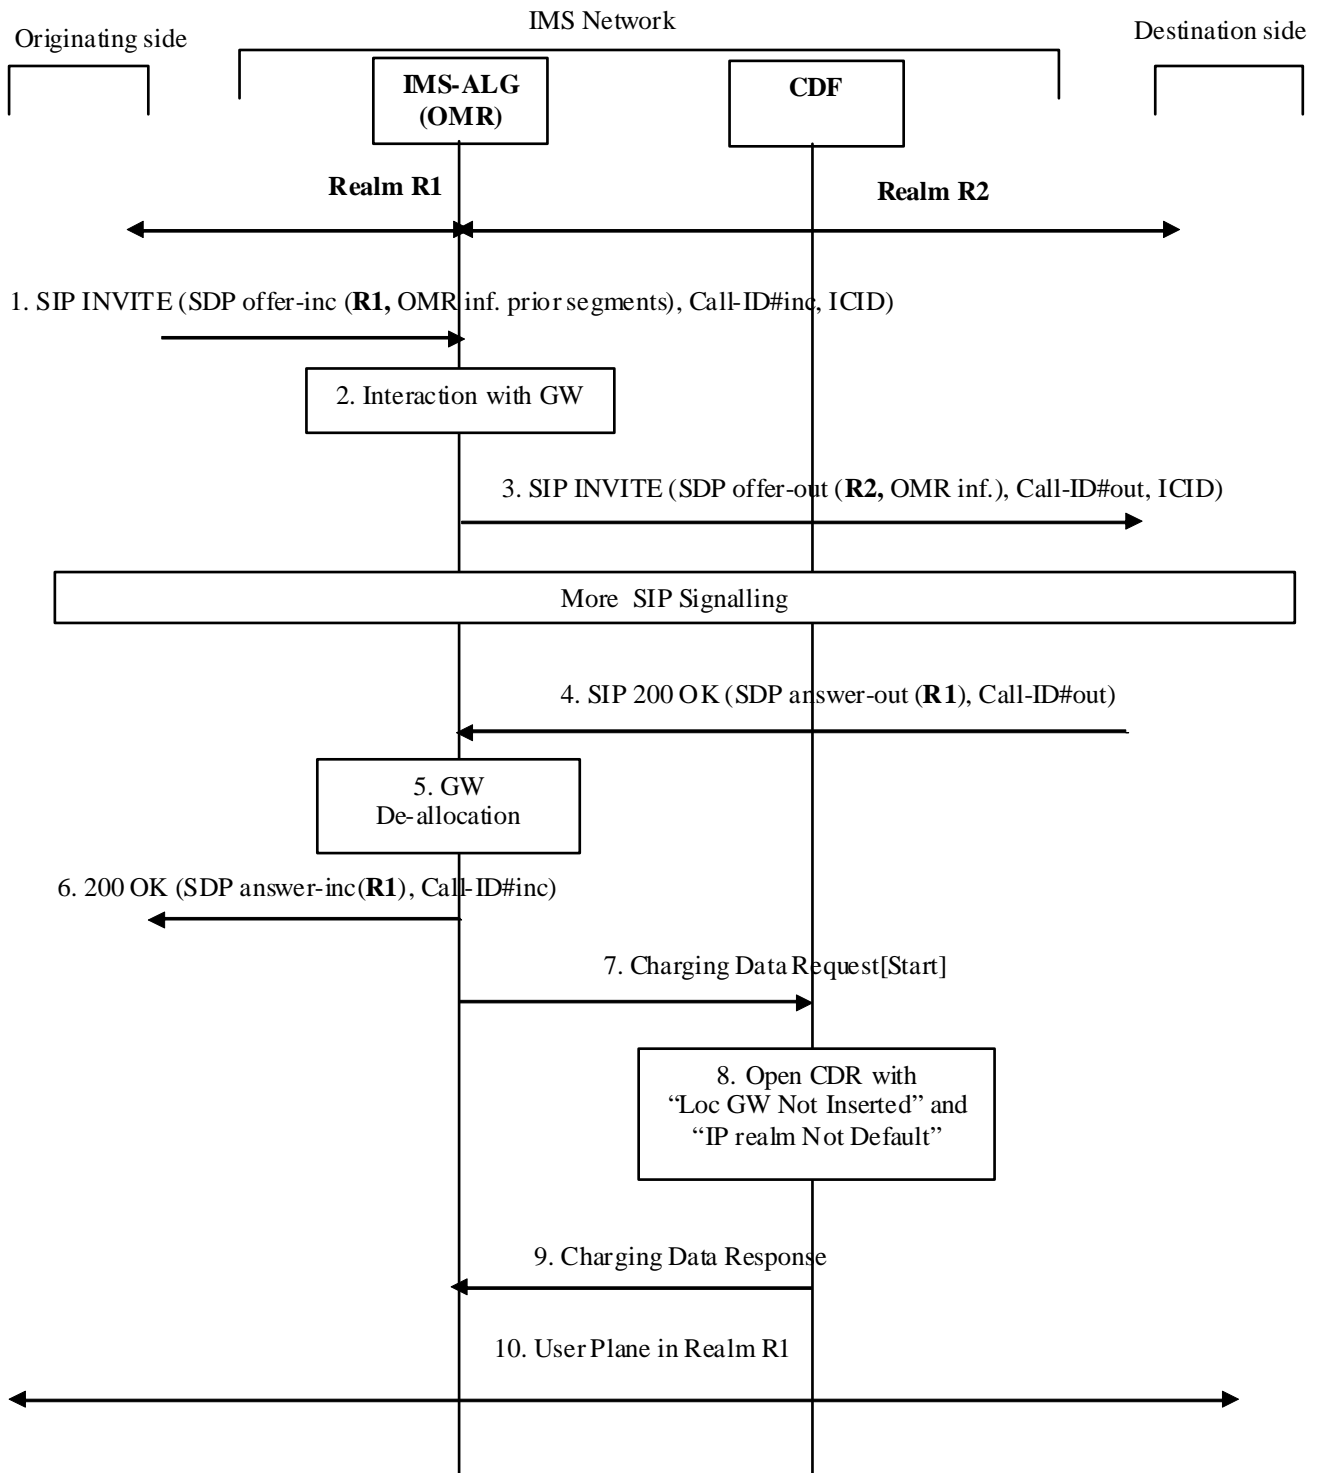 IMS Network
Originating side
Destination side
IMS-ALG
(OMR)
CDF
Realm R1
Realm R2
1. SIP INVITE (SDP offer-inc (R1, OMR inf. prior segments), Call-ID#inc, ICID)
2. Interaction with GW
3. SIP INVITE (SDP offer-out (R2, OMR inf.), Call-ID#out, ICID)
More SIP Signalling
4. SIP 200 OK (SDP answer-out (R1), Call-ID#out)
5. GW
De-allocation
6. 200 OK (SDP answer-inc(R1), Call-ID#inc)
7. Charging Data Request[Start]
8. Open CDR with
“Loc GW Not Inserted” and
“IP realm Not Default”
9. Charging Data Response
10. User Plane in Realm R1